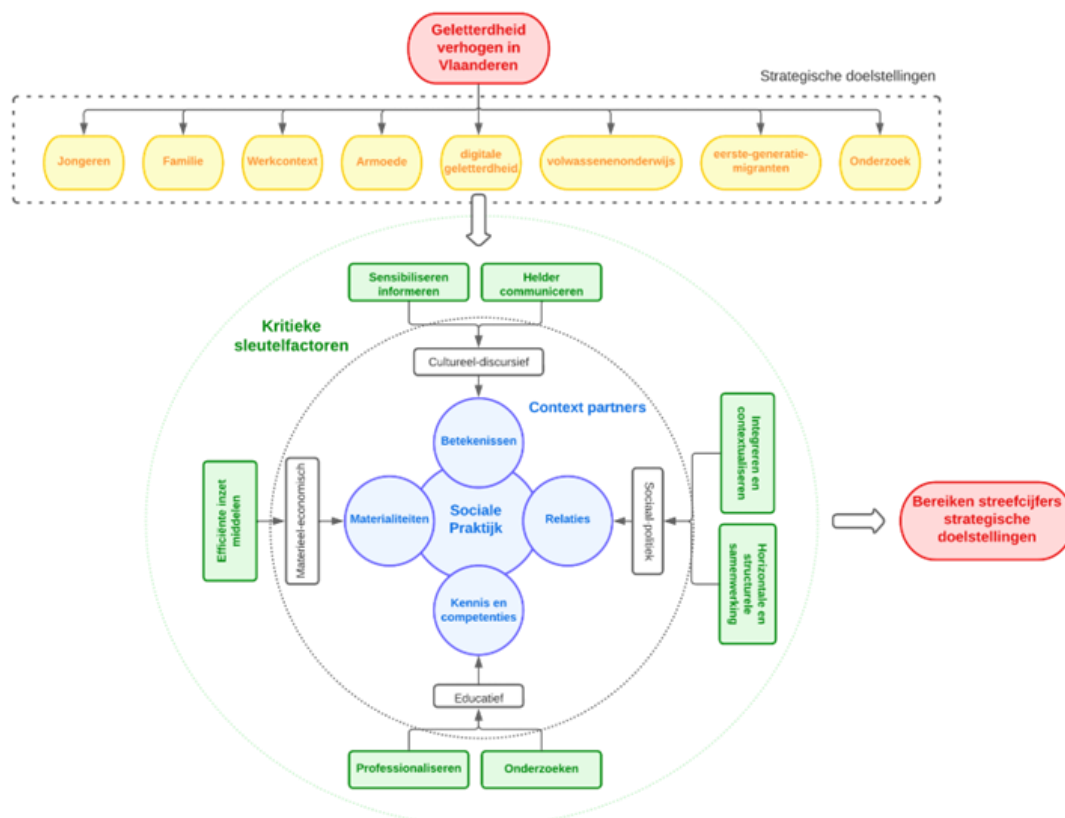 Geletterdheid
verhogen in
Vlaanderen
Strategische doelstellingen
Jongeren
Familie
Werkcontext
Armoede
digitale
geletterdheid
volwassenenonderwijs
eerste-generatie-
migranten
Onderzoek
Sensibiliseren
informeren
Helder
communiceren
Kritieke
sleutelfactoren
Cultureel-discursief
Context partners
Betekenissen
Integreren en
contextualiseren
Efficiënte inzet
middelen
Materieel-economisch
Materialiteiten
Sociale
Praktijk
Relaties
Sociaal-politiek
Bereiken streefcijfers
strategische
doelstellingen
Horizontale en
structurele
samenwerking
Kennis en
competenties
Educatief
Professionaliseren
Onderzoeken